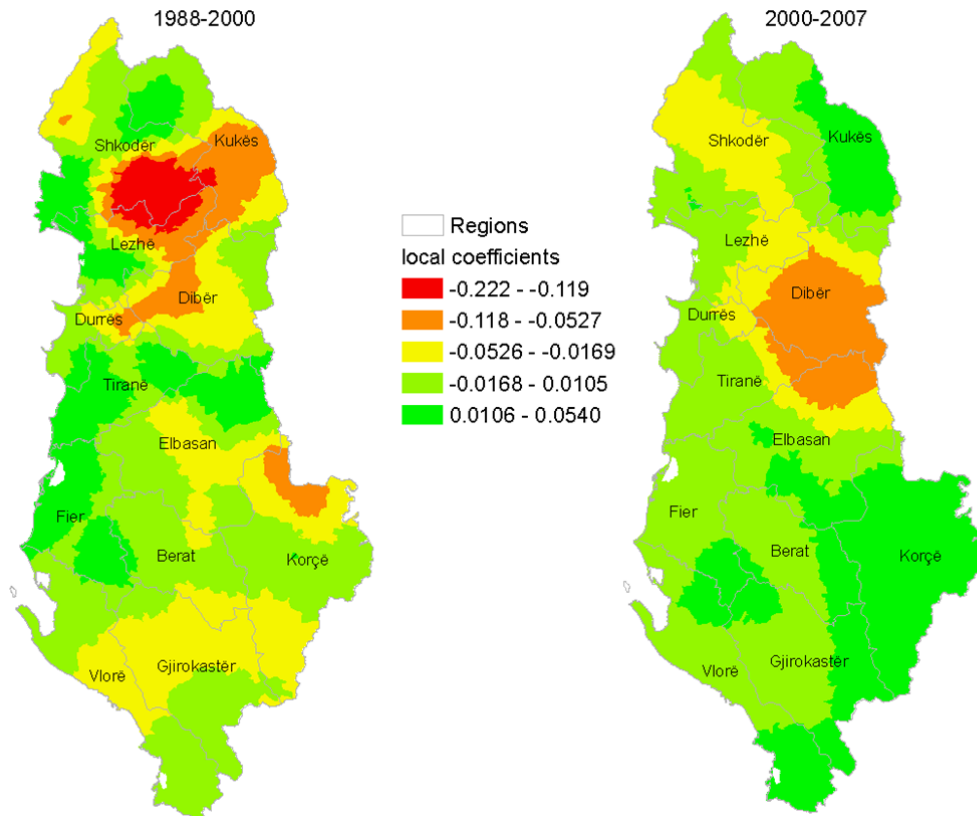 1988-2000
2000-2007
Shkodër
Kukës
Lezhë
Dibër
Durrës
Tiranë
Elbasan
Fier
Berat
Korçë
Vlorë
Gjirokastër
Regions
local coefficients
-0.222 - -0.119
-0.118 - -0.0527
-0.0526 - -0.0169
-0.0168 - 0.0105
0.0106 - 0.0540
Kukës
Shkodër
Lezhë
Dibër
Durrës
Tiranë
Elbasan
Fier
Berat
Korçë
Vlorë
Gjirokastër